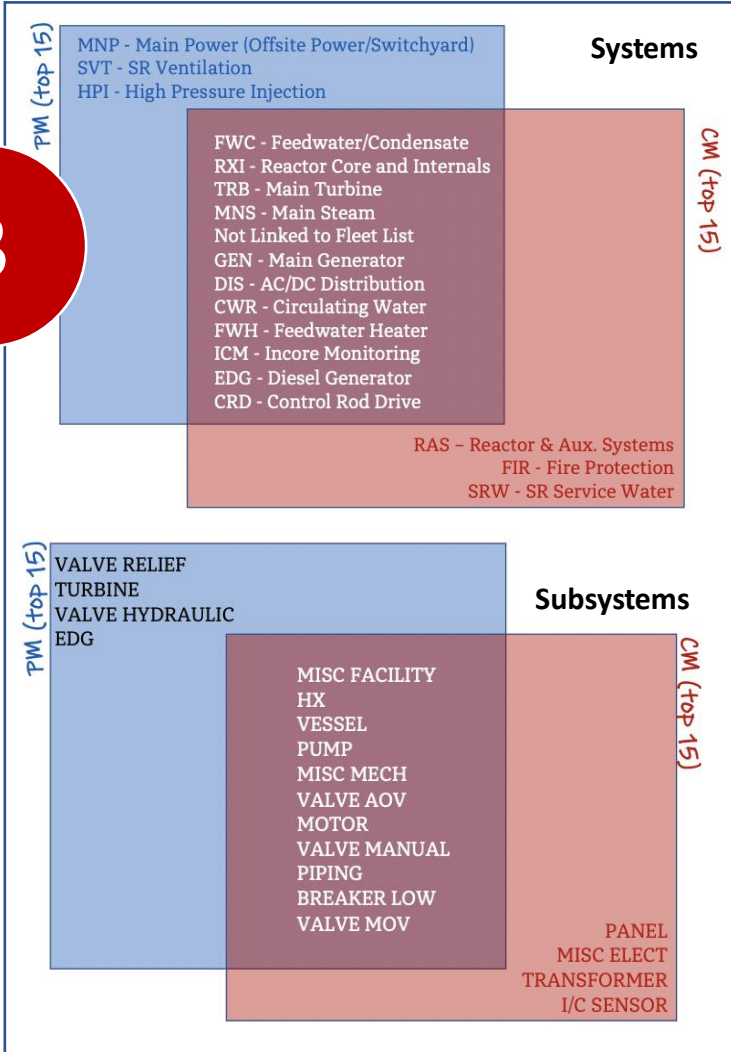 PM (top 15)
MNP - Main Power (Offsite Power/Switchyard)
SVT - SR Ventilation
HPI - High Pressure Injection
Systems
CM (top 15)
FWC - Feedwater/Condensate
RXI - Reactor Core and Internals
TRB - Main Turbine
MNS - Main Steam
Not Linked to Fleet List
GEN - Main Generator
DIS - AC/DC Distribution
CWR - Circulating Water
FWH - Feedwater Heater
ICM - Incore Monitoring
EDG - Diesel Generator
CRD - Control Rod Drive
RAS – Reactor & Aux. Systems
FIR - Fire Protection
SRW - SR Service Water
PM (top 15)
VALVE RELIEF
TURBINE
VALVE HYDRAULIC
EDG
Subsystems
CM (top 15)
MISC FACILITY
HX
VESSEL
PUMP
MISC MECH
VALVE AOV
MOTOR
VALVE MANUAL
PIPING
BREAKER LOW
VALVE MOV
PANEL
MISC ELECT
TRANSFORMER
I/C SENSOR